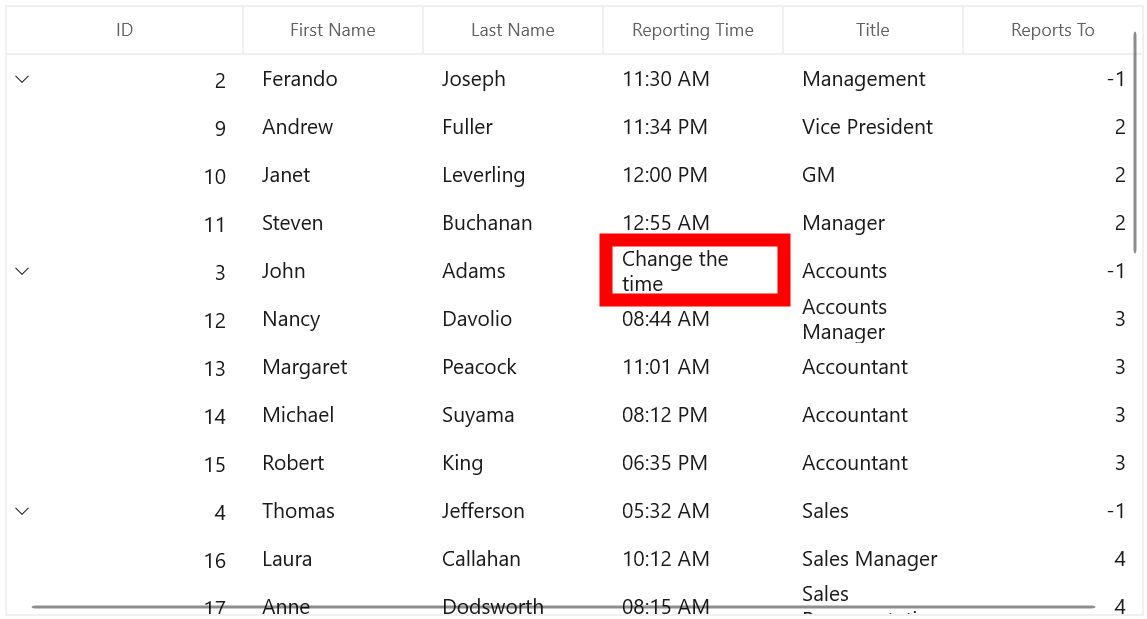 ID First Name Last Name Reporting Time Title Reports To
2 Ferando Joseph 11:30 AM Management -1
9 Andrew Fuller 11:34 PM Vice President 2
10 Janet Leverling 12:00 PM GM 2
11 Steven Buchanan 12:55 AM Manager 2
3 John Adams Change the time Accounts -1
12 Nancy Davolio 08:44 AM Accounts Manager 3
13 Margaret Peacock 11:01 AM Accountant 3
14 Michael Suyama 08:12 PM Accountant 3
15 Robert King 06:35 PM Accountant 3
4 Thomas Jefferson 05:32 AM Sales -1
16 Laura Callahan 10:12 AM Sales Manager 4
17 Anne Dodsworth 08:15 AM Sales 4